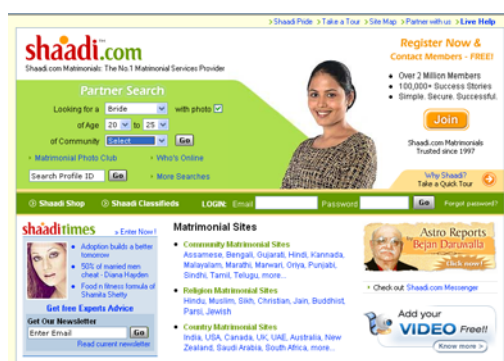 > Shaadi Pride > Take a Tour > Site Map > Partner with us > Live Help
shaadi.com
Shaadi.com Matrimonials: The No.1 Matrimonial Services Provider
Register Now &
Contact Members - FREE!
Over 2 Million Members
100,000+ Success Stories
Simple. Secure. Successful.
Join
Shaadi.com Matrimonials
Trusted since 1997
Why Shaadi?
Take a Quick Tour
Partner Search
Looking for a Bride with photo
of Age 20 to 25
of Community Select Go
Matrimonial Photo Club
Who's Online
Search Profile ID Go
More Searches
Shaadi Shop Shaadi Classifieds LOGIN: Email Password Go Forgot password?
shaaditimes
» Enter Now!
Adoption builds a better
tomorrow
50% of married men
cheat - Diana Hayden
Food n fitness formula of
Shamita Shetty
Get free Experts Advice
Get Our Newsletter
Enter Email Go
Read current newsletter
Matrimonial Sites
Community Matrimonial Sites
Assamese, Bengali, Gujarati, Hindi, Kannada,
Malayalam, Marathi, Marwari, Oriya, Punjabi,
Sindhi, Tamil, Telugu, more...
Religion Matrimonial Sites
Hindu, Muslim, Sikh, Christian, Jain, Buddhist,
Parsi, Jewish
Country Matrimonial Sites
India, USA, Canada, UK, UAE, Australia, New
Zealand, Saudi Arabia, South Africa, more...
Astro Reports
Bejan Daruwalla
Click now!
Check out Shaadi.com Messenger
Add your
VIDEO Free!!
Know more >